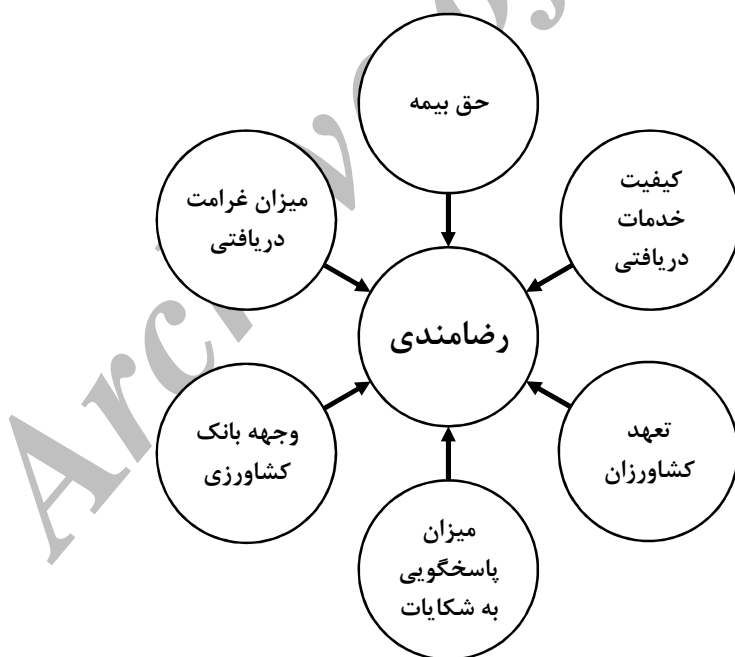 حق بیمه
کیفیت
خدمات
دریافتی
میزان غرامت
دریافتی
رضامندی
تعهد
کشاورزان
وجهه بانک
کشاورزی
میزان
پاسخگویی
به شکایات